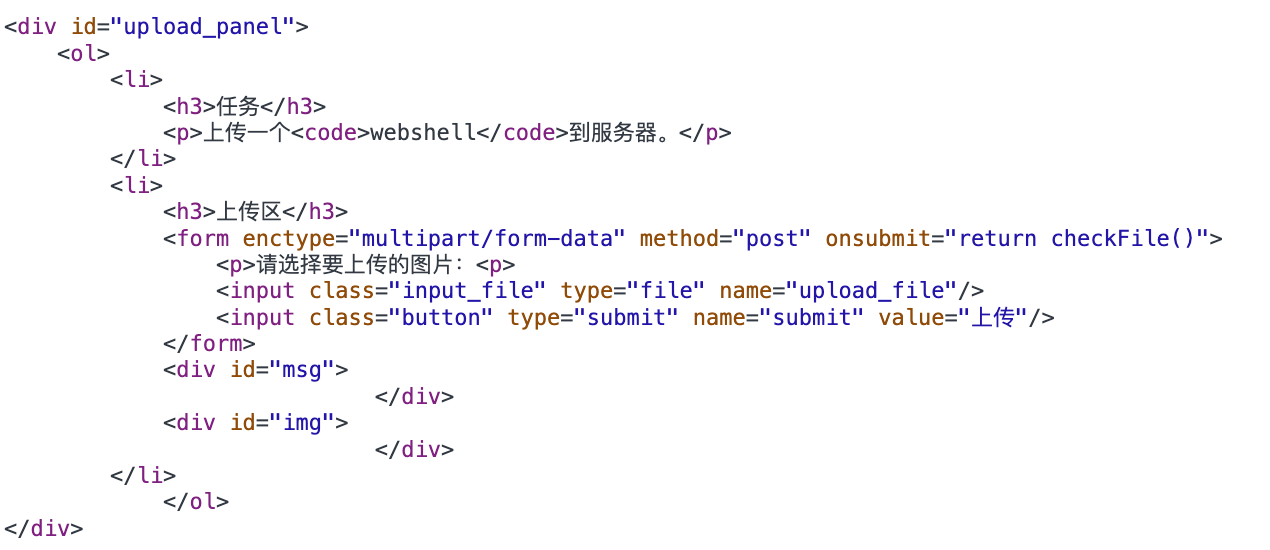 <div id="upload_panel">
    <ol>
        <li>
            <h3>任务</h3>
            <p>上传一个<code>webshell</code>到服务器。</p>
        </li>
        <li>
            <h3>上传区</h3>
            <form enctype="multipart/form-data" method="post" onsubmit="return checkFile()">
                <p>请选择要上传的图片：<p>
                <input class="input_file" type="file" name="upload_file"/>
                <input class="button" type="submit" name="submit" value="上传"/>
            </form>
            <div id="msg">
                            </div>
            <div id="img">
                            </div>
        </li>
            </ol>
</div>